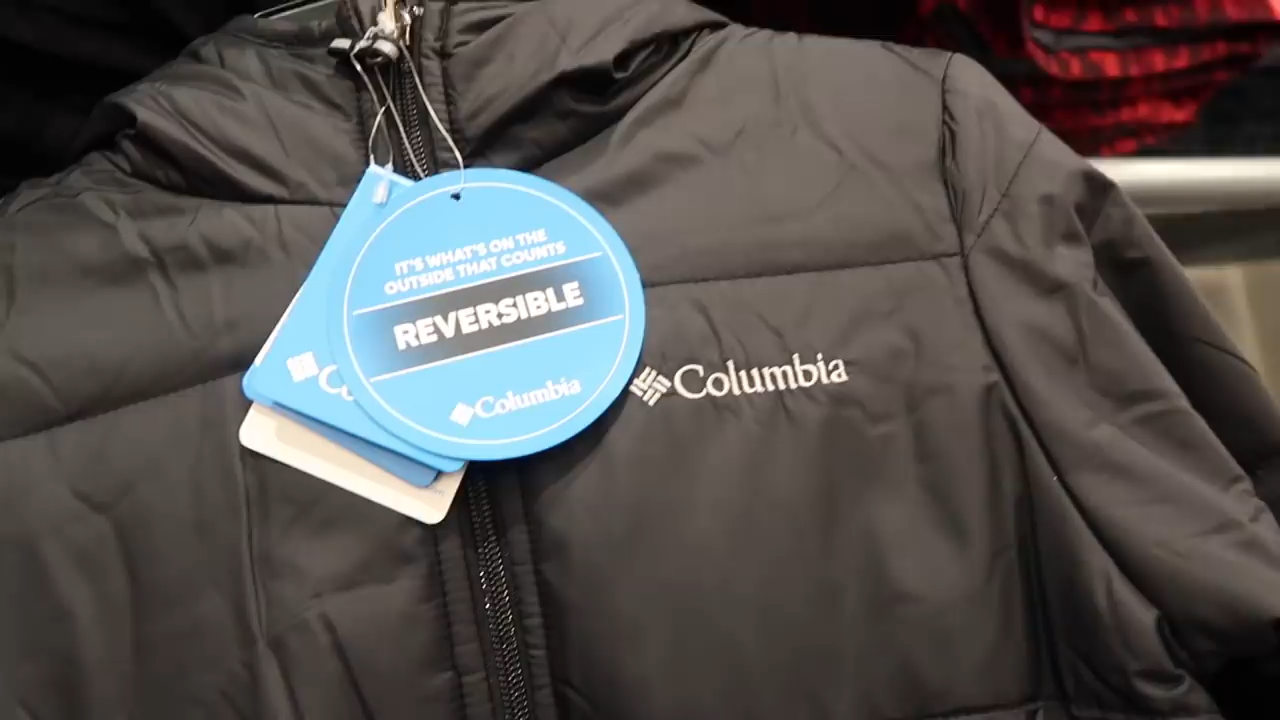 IT'S WHAT'S ON THE
OUTSIDE THAT COUNTS
REVERSIBLE
Columbia
Columbia